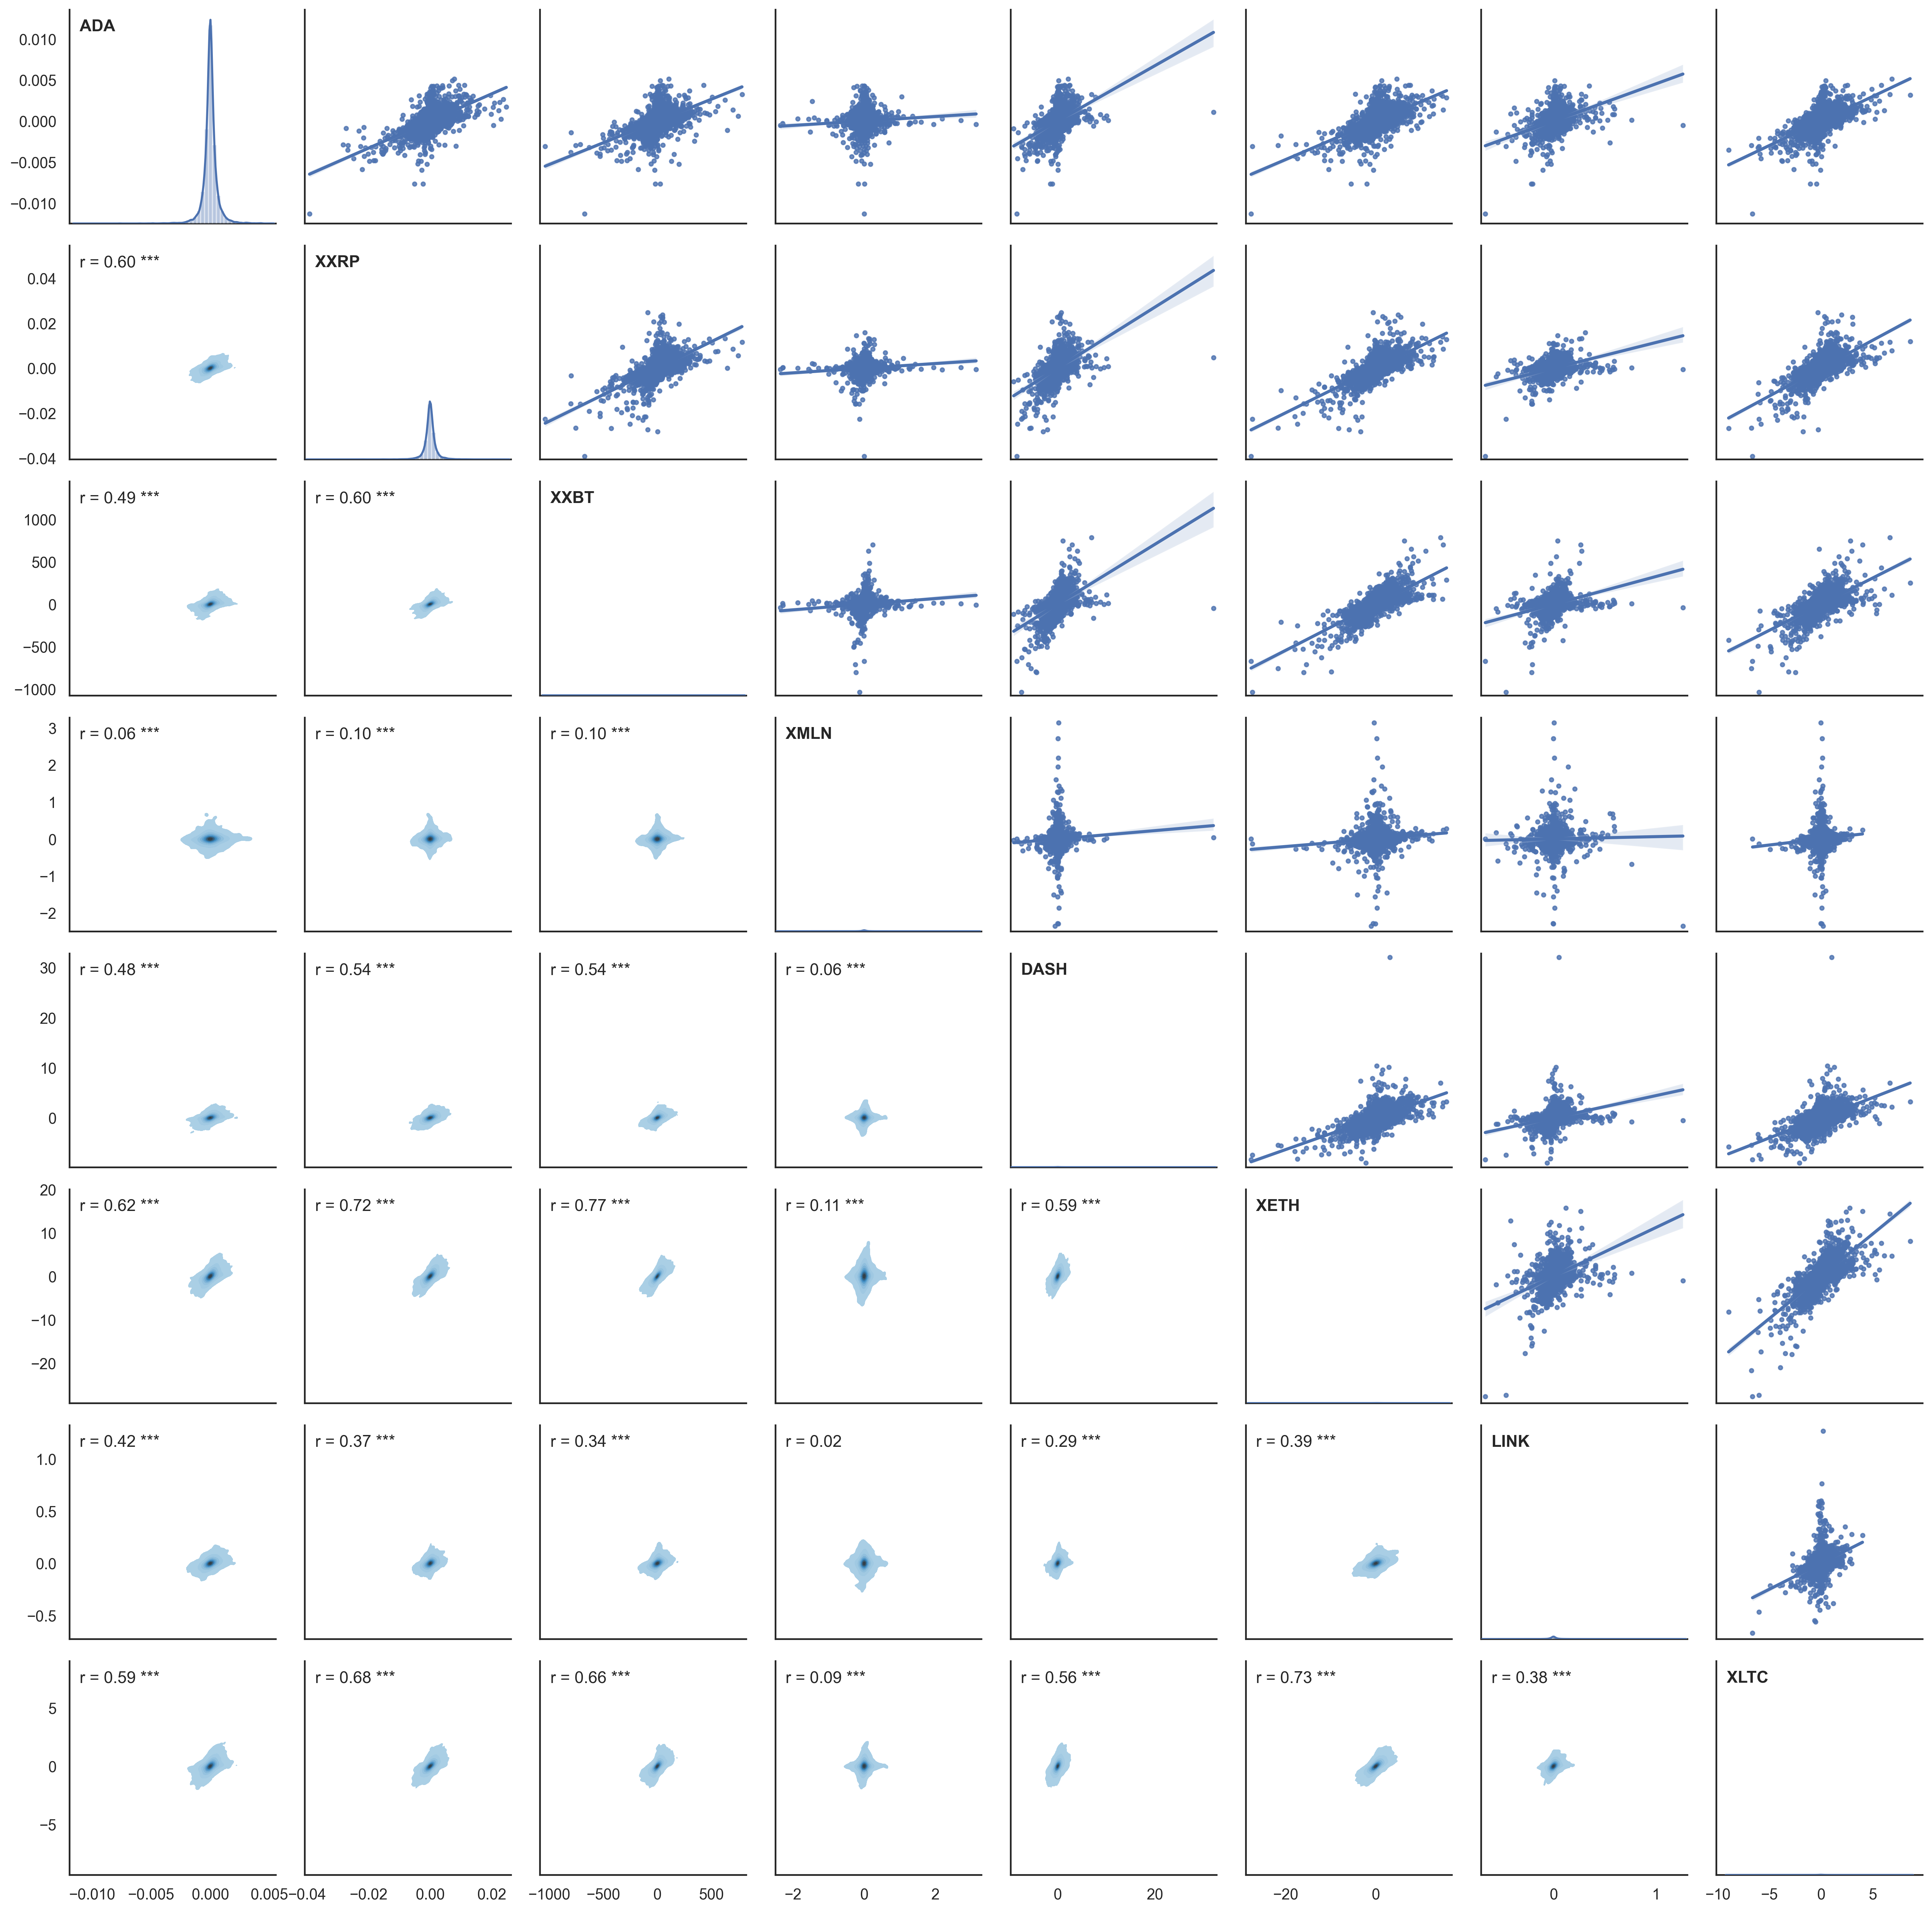 ADA
0.010
0.005
0.000
−0.005
−0.010
r = 0.60 ***
XXRP
0.04
0.02
0.00
−0.02
−0.04
r = 0.49 ***
r = 0.60 ***
XXBT
1000
500
0
−500
−1000
r = 0.06 ***
r = 0.10 ***
r = 0.10 ***
XMLN
3
2
1
0
−1
−2
r = 0.48 ***
r = 0.54 ***
r = 0.54 ***
r = 0.06 ***
DASH
30
20
10
0
r = 0.62 ***
r = 0.72 ***
r = 0.77 ***
r = 0.11 ***
r = 0.59 ***
XETH
20
10
0
−10
−20
r = 0.42 ***
r = 0.37 ***
r = 0.34 ***
r = 0.02
r = 0.29 ***
r = 0.39 ***
LINK
1.0
0.5
0.0
−0.5
r = 0.59 ***
r = 0.68 ***
r = 0.66 ***
r = 0.09 ***
r = 0.56 ***
r = 0.73 ***
r = 0.38 ***
XLTC
5
0
−5
−0.010 −0.005 0.000 0.005
−0.04 −0.02 0.00 0.02
−1000 −500 0 500
−2 0 2
0 20
−20 0
0 1
−10 −5 0 5